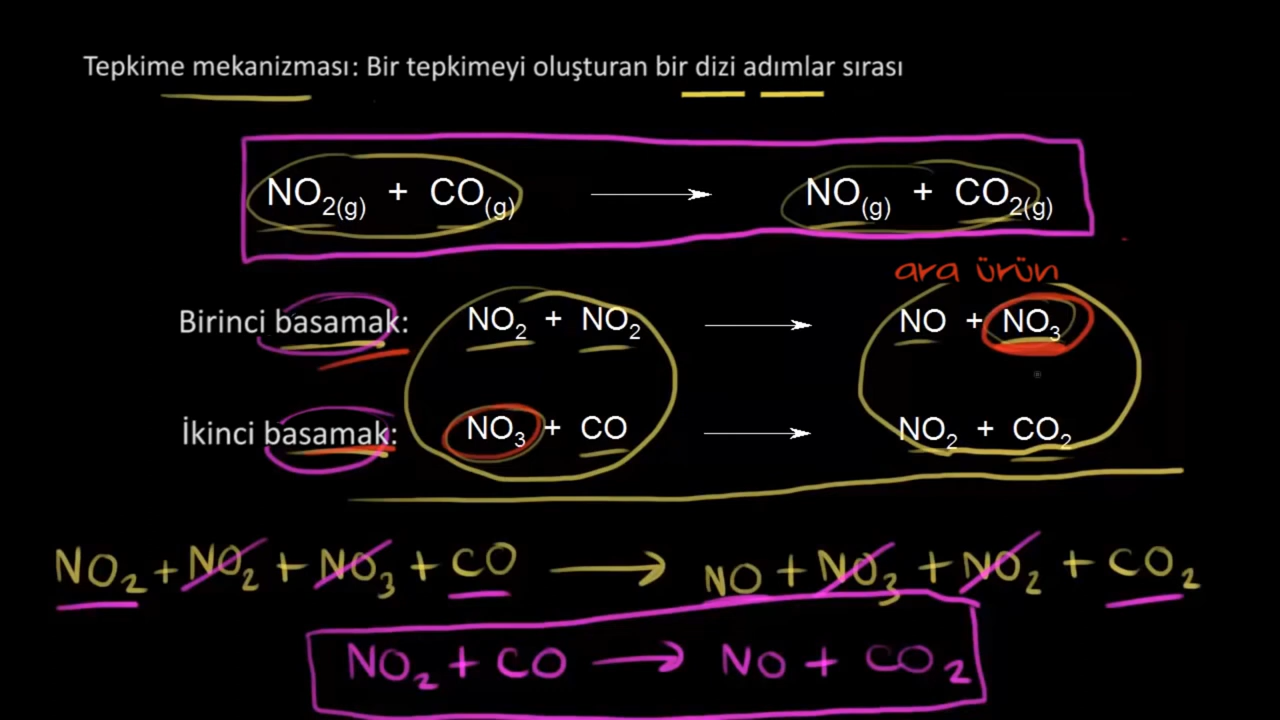 Tepkime mekanizması: Bir tepkimeyi oluşturan bir dizi adımlar sırası
NO₂(g) + CO(g) → NO(g) + CO₂(g)
ara ürün
Birinci basamak: NO₂ + NO₂ → NO + NO₃
İkinci basamak: NO₃ + CO → NO₂ + CO₂
NO₂ + NO₂ + NO₃ + CO → NO + NO₃ + NO₂ + CO₂
NO₂ + CO → NO + CO₂